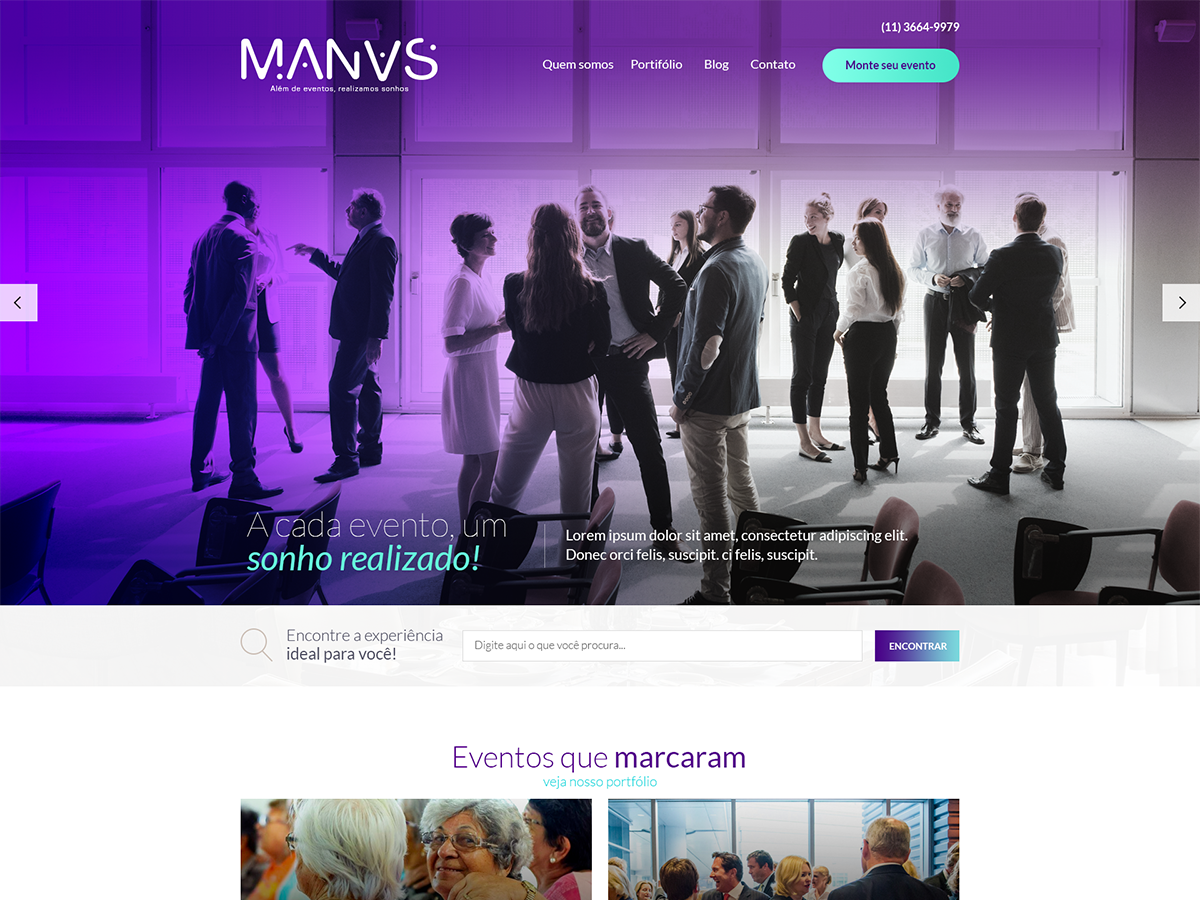 (11) 3664-9979
MANVS
Além de eventos, realizamos sonhos
Quem somos Portifólio Blog Contato Monte seu evento
A cada evento, um
sonho realizado!
Lorem ipsum dolor sit amet, consectetur adipiscing elit.
Donec orci felis, suscipit. ci felis, suscipit.
Encontre a experiência
ideal para você!
Digite aqui o que você procura...
ENCONTRAR
Eventos que marcaram
veja nosso portfólio